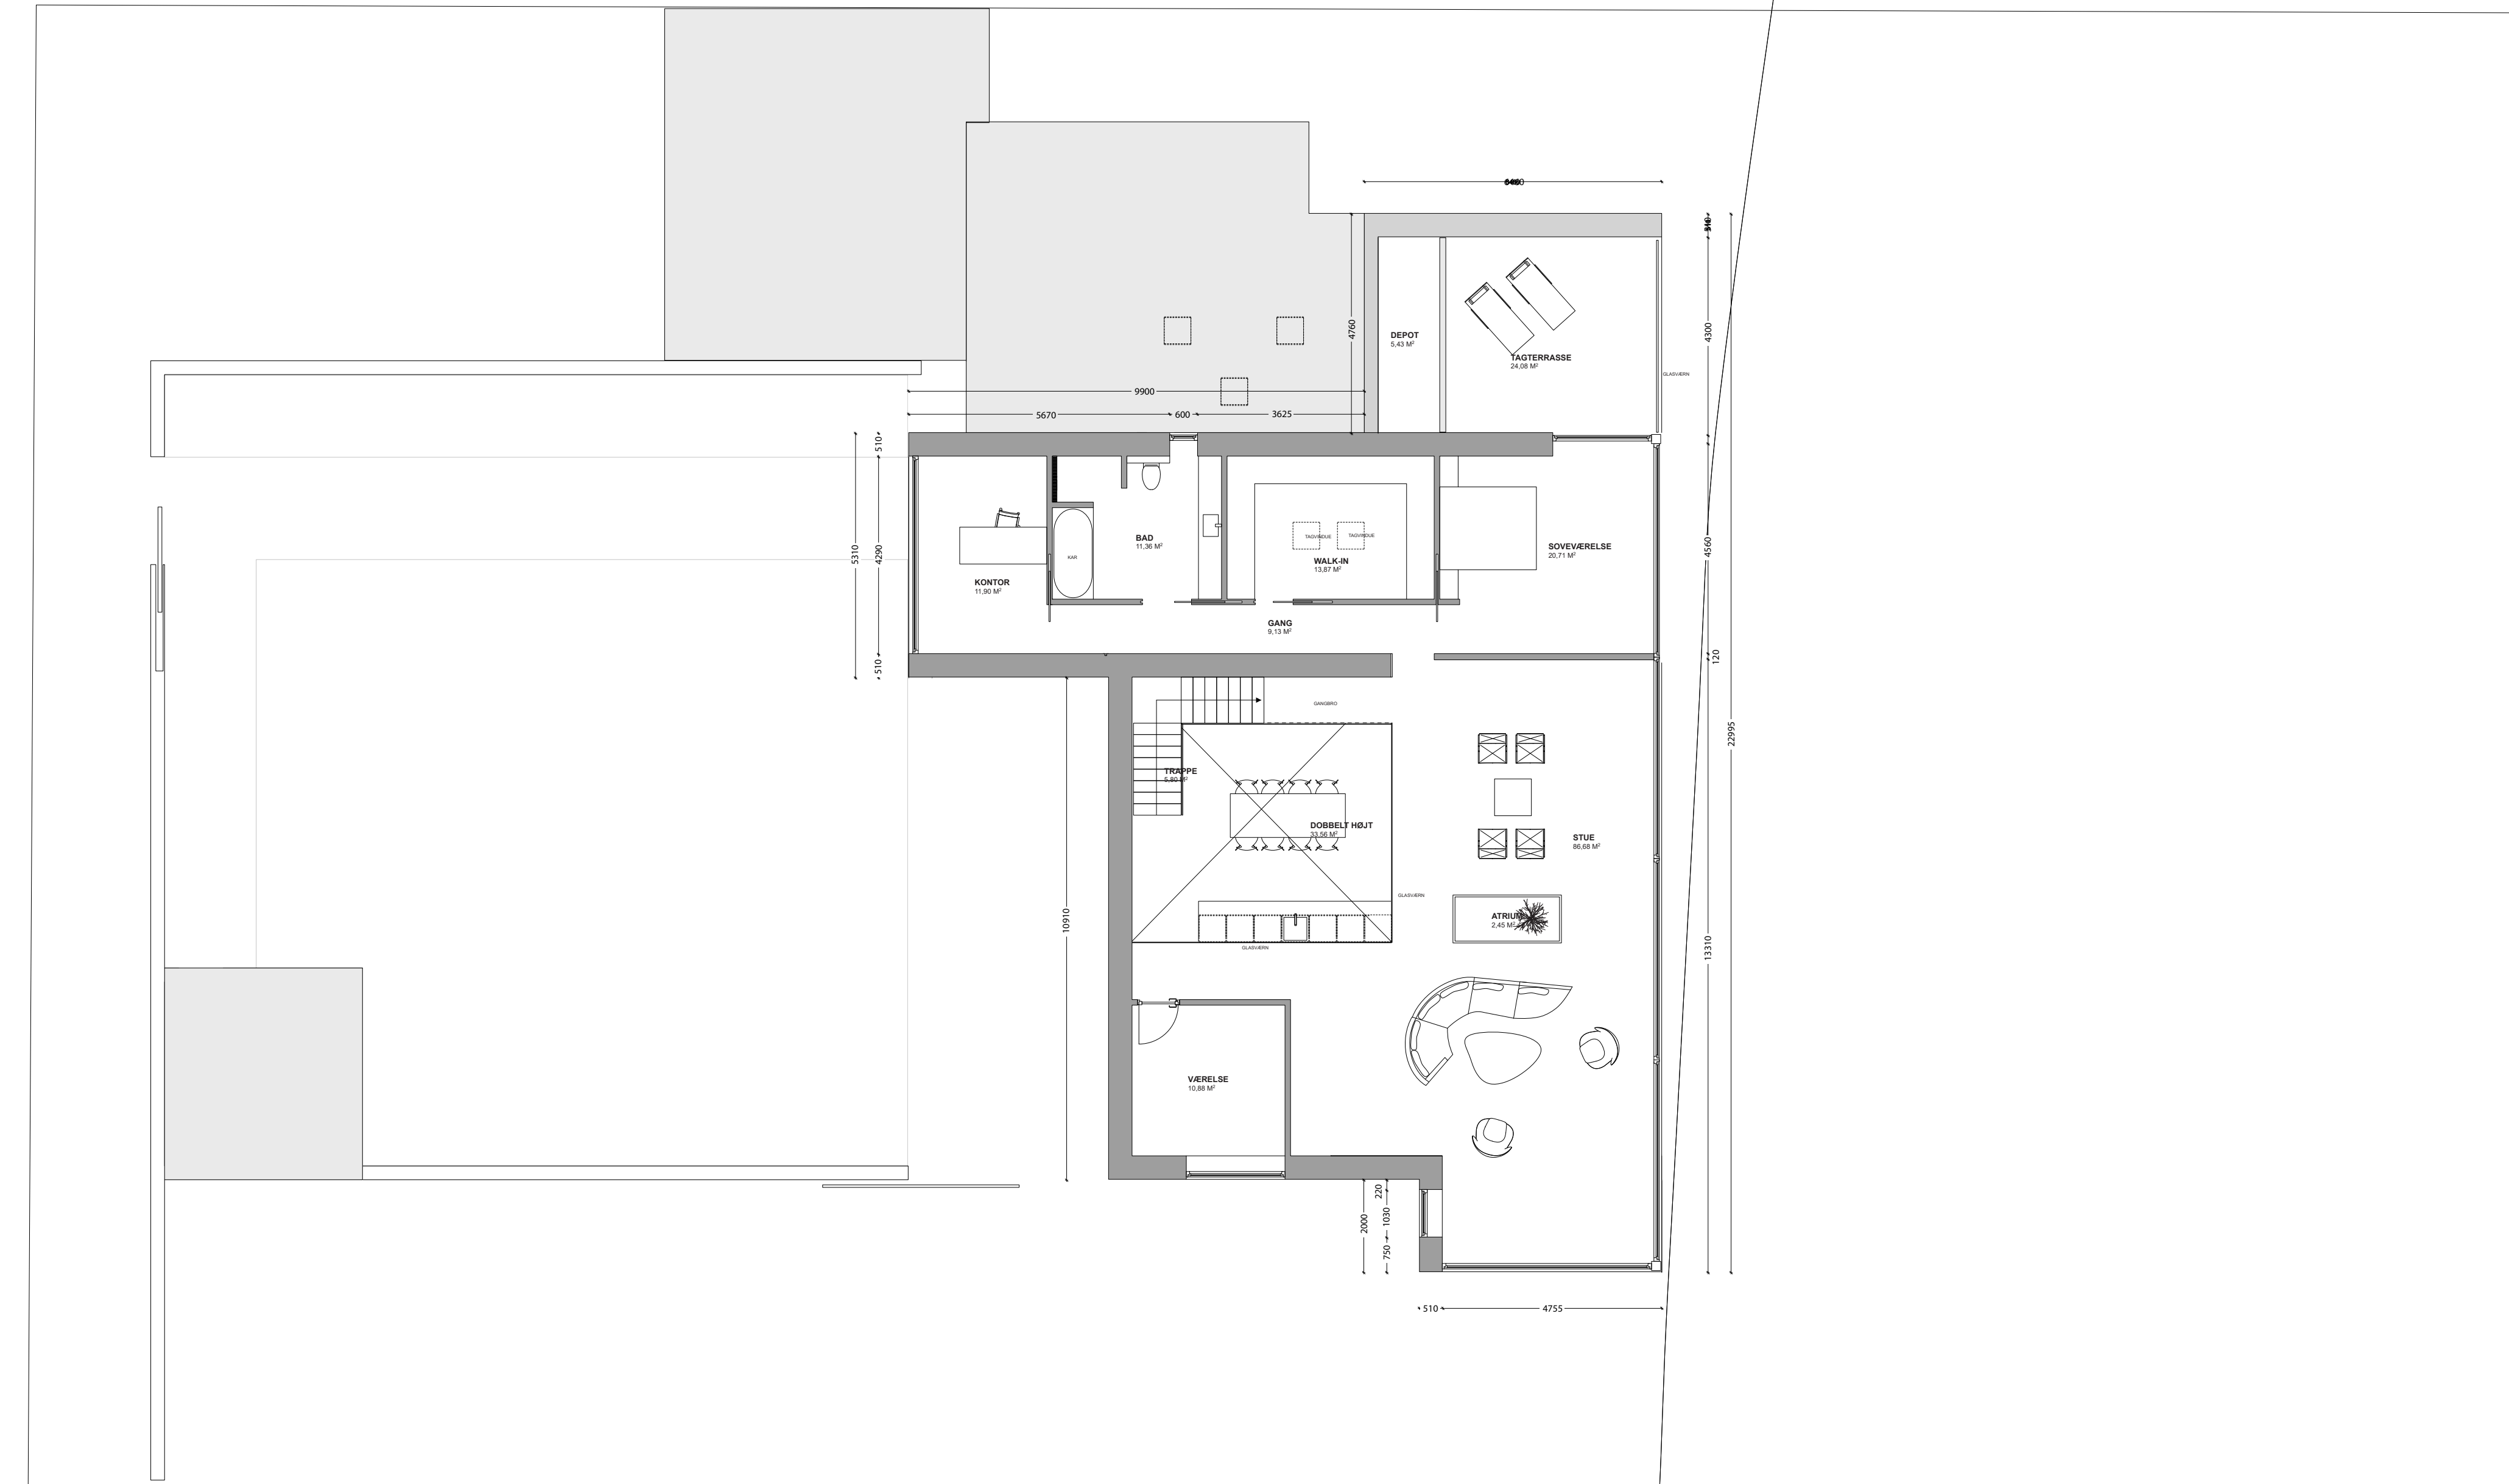 4760
DEPOT
5,43 M²
TAGTERRASSE
24,08 M²
GLASVÆRN
4300
9900
5670
600
3625
510
5310
4290
510
KONTOR
11,90 M²
KAR
BAD
11,36 M²
TAGVINDUE
TAGVINDUE
WALK-IN
13,87 M²
SOVEVÆRELSE
20,71 M²
4560
GANG
9,13 M²
120
22995
GANGBRO
TRAPPE
5,80 M²
DOBBELT HØJT
33,56 M²
STUE
86,68 M²
GLASVÆRN
ATRIUM
2,45 M²
GLASVÆRN
10910
13310
VÆRELSE
10,88 M²
220
2000
1030
750
510
4755